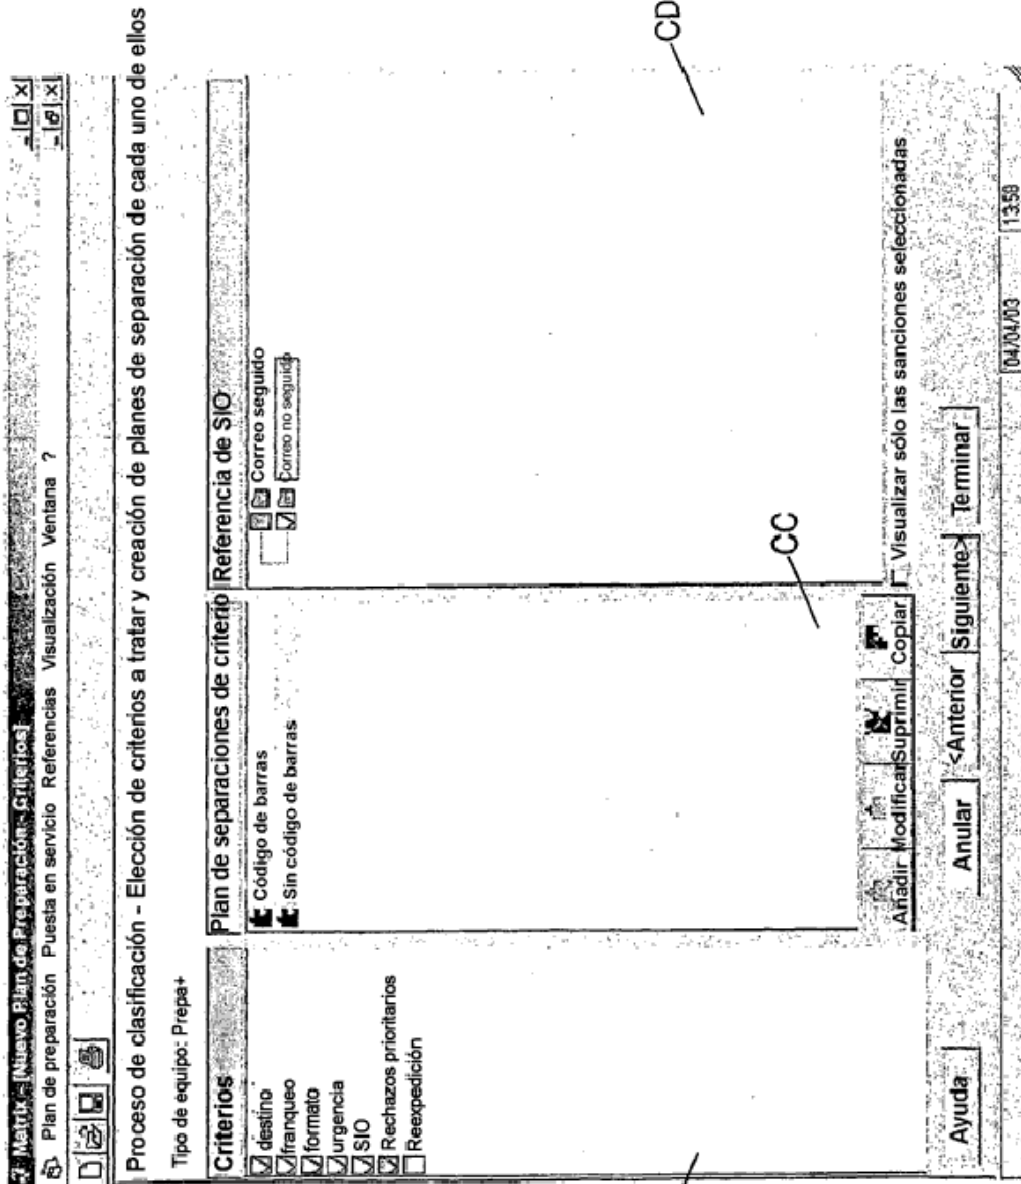 Matrix - [Nuevo Plan de Preparación - Criterios]
Plan de preparación Puesta en servicio Referencias Visualización Ventana ?
Proceso de clasificación - Elección de criterios a tratar y creación de planes de separación de cada uno de ellos
Tipo de equipo: Prepa+
Criterios
destino
franqueo
formato
urgencia
SIO
Rechazos prioritarios
Reexpedición
Plan de separaciones de criterio
Código de barras
Sin código de barras
Añadir Modificar Suprimir Copiar
CC
Referencia de SIO
Correo seguido
Correo no seguido
CD
Visualizar sólo las sanciones seleccionadas
Ayuda Anular <Anterior Siguiente> Terminar
04/04/03 13:58